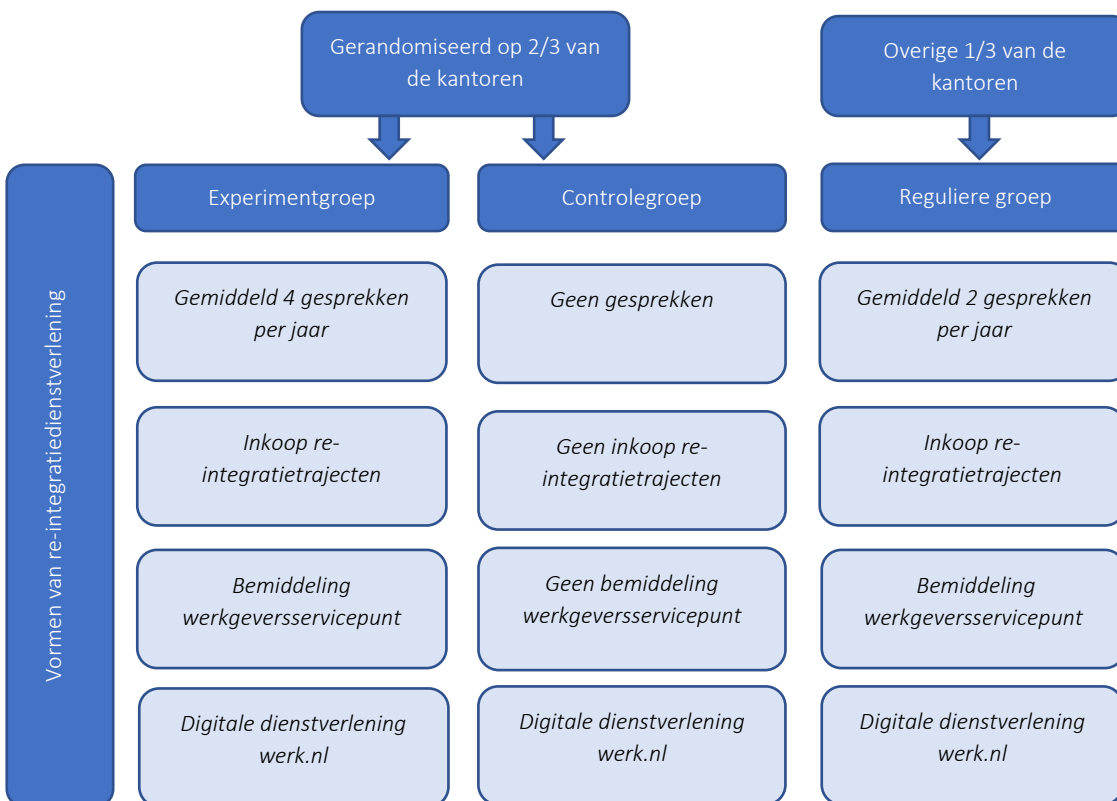 Gerandomiseerd op 2/3 van
de kantoren
Overige 1/3 van de
kantoren
Vormen van re-integratiedienstverlening
Experimentgroep
Controlegroep
Reguliere groep
Gemiddeld 4 gesprekken
per jaar
Geen gesprekken
Gemiddeld 2 gesprekken
per jaar
Inkoop re-
integratietrajecten
Geen inkoop re-
integratietrajecten
Inkoop re-
integratietrajecten
Bemiddeling
werkgeversservicepunt
Geen bemiddeling
werkgeversservicepunt
Bemiddeling
werkgeversservicepunt
Digitale dienstverlening
werk.nl
Digitale dienstverlening
werk.nl
Digitale dienstverlening
werk.nl